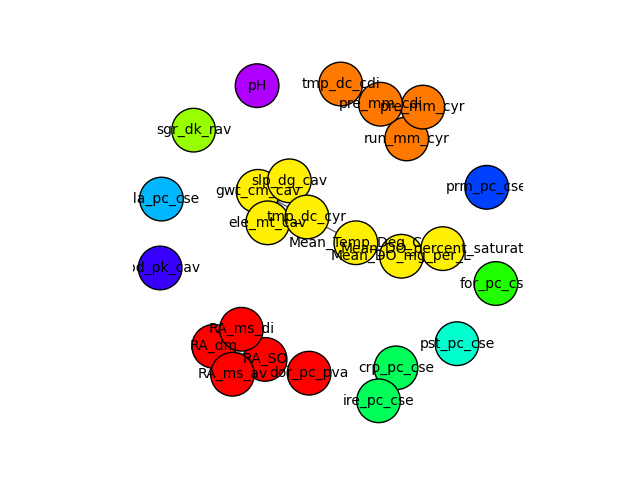 pH
tmp_dc_cdi
pre_mm_cdi
pre_mm_cyr
run_mm_cyr
sgr_dk_rav
slp_dg_cav
gwt_cm_cav
prm_pc_cse
la_pc_cse
ele_mt_cav
tmp_dc_cyr
Mean_Temp_Deg_C
Mean_DO_percent_saturat
Mean_DO_mg_per_L
od_pk_cav
for_pc_cs
RA_ms_di
RA_dm
RA_SO
RA_ms_av
dor_pc_pva
pst_pc_cse
crp_pc_cse
ire_pc_cse